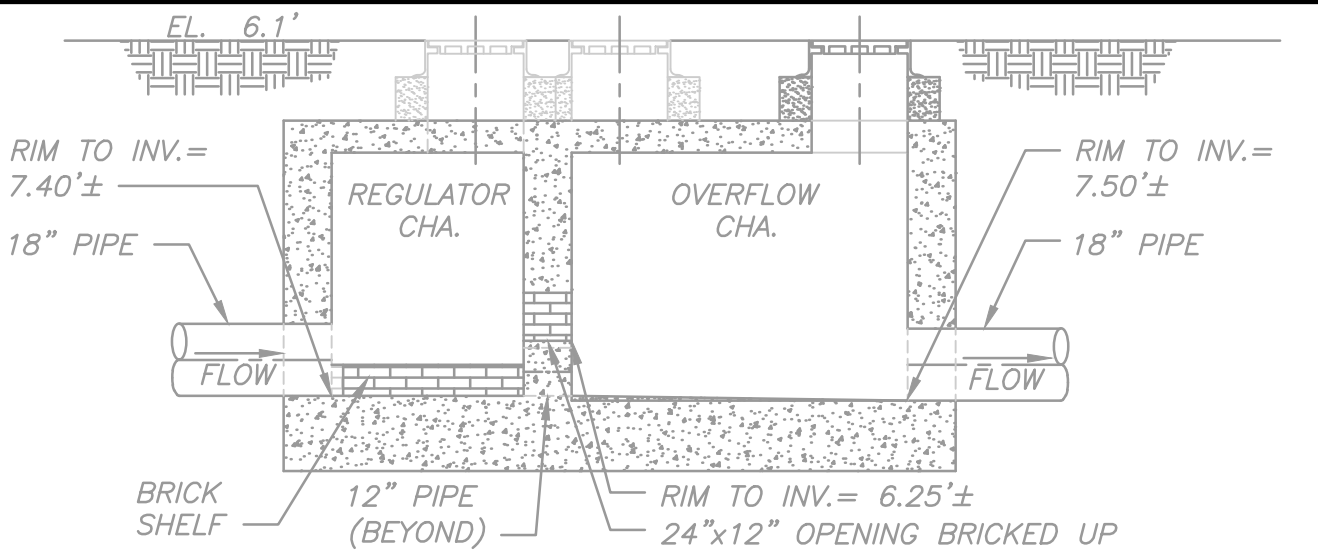 EL. 6.1'
RIM TO INV.=
7.40'±
18" PIPE
FLOW
REGULATOR
CHA.
OVERFLOW
CHA.
RIM TO INV.=
7.50'±
18" PIPE
FLOW
BRICK
SHELF
12" PIPE
(BEYOND)
RIM TO INV.= 6.25'±
24"x12" OPENING BRICKED UP